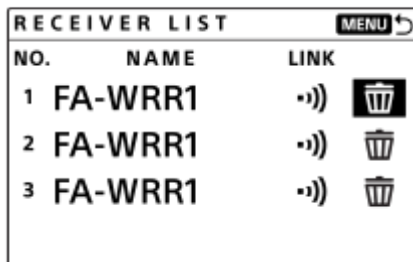 RECEIVER LIST MENU
NO. NAME LINK
1 FA-WRR1
2 FA-WRR1
3 FA-WRR1